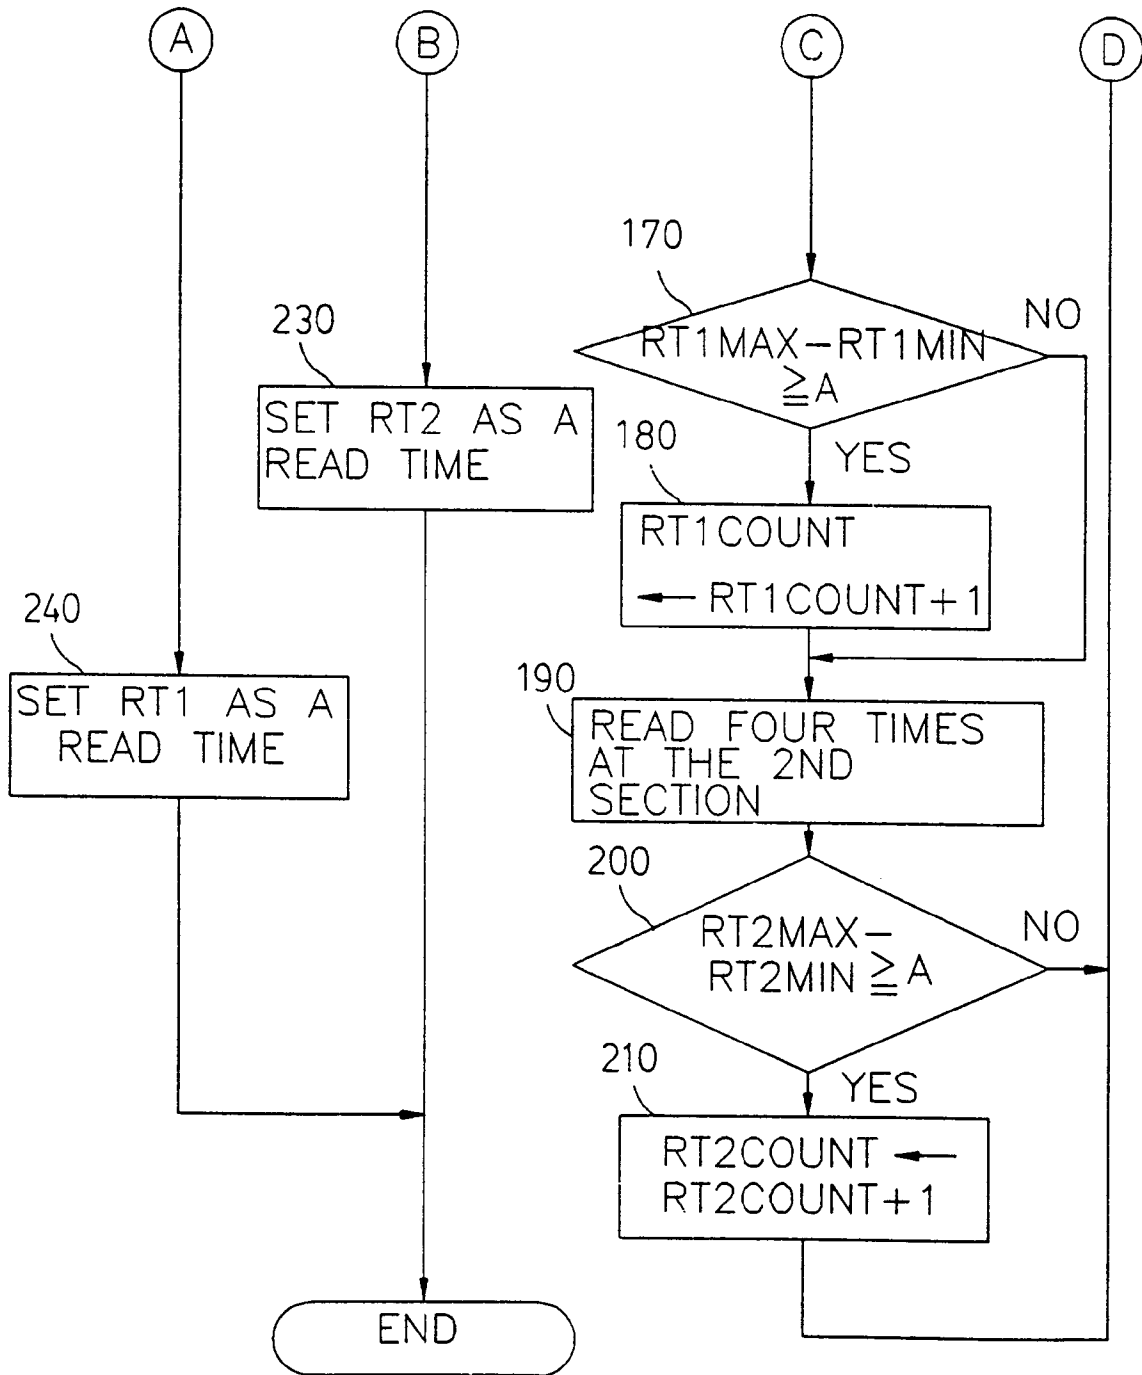 A
B
C
D
170
RT1MAX-RT1MIN
≧A
NO
YES
230
SET RT2 AS A
READ TIME
180
RT1COUNT
← RT1COUNT+1
240
SET RT1 AS A
READ TIME
190
READ FOUR TIMES
AT THE 2ND
SECTION
200
RT2MAX-
RT2MIN ≧A
NO
YES
210
RT2COUNT ←
RT2COUNT+1
END